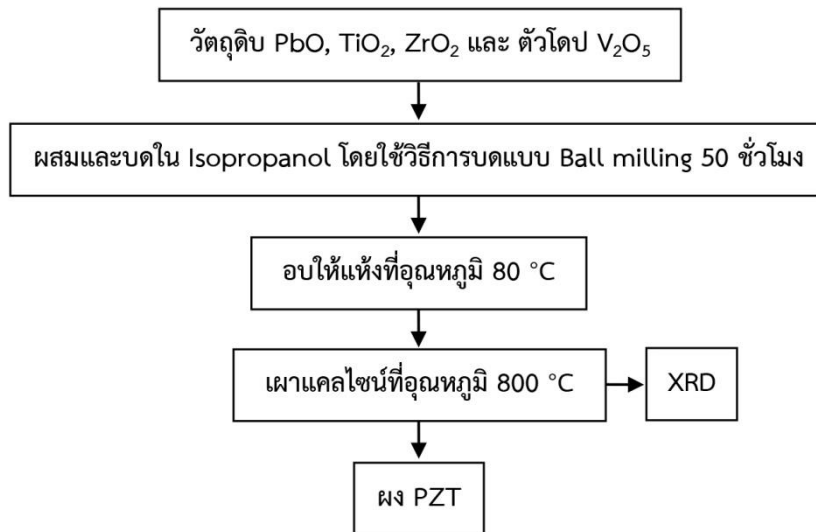 วัตถุดิบ PbO, TiO₂, ZrO₂ และ ตัวโดป V₂O₅
ผสมและบดใน Isopropanol โดยใช้วิธีการบดแบบ Ball milling 50 ชั่วโมง
อบให้แห้งที่อุณหภูมิ 80 °C
เผาแคลไซน์ที่อุณหภูมิ 800 °C
XRD
ผง PZT